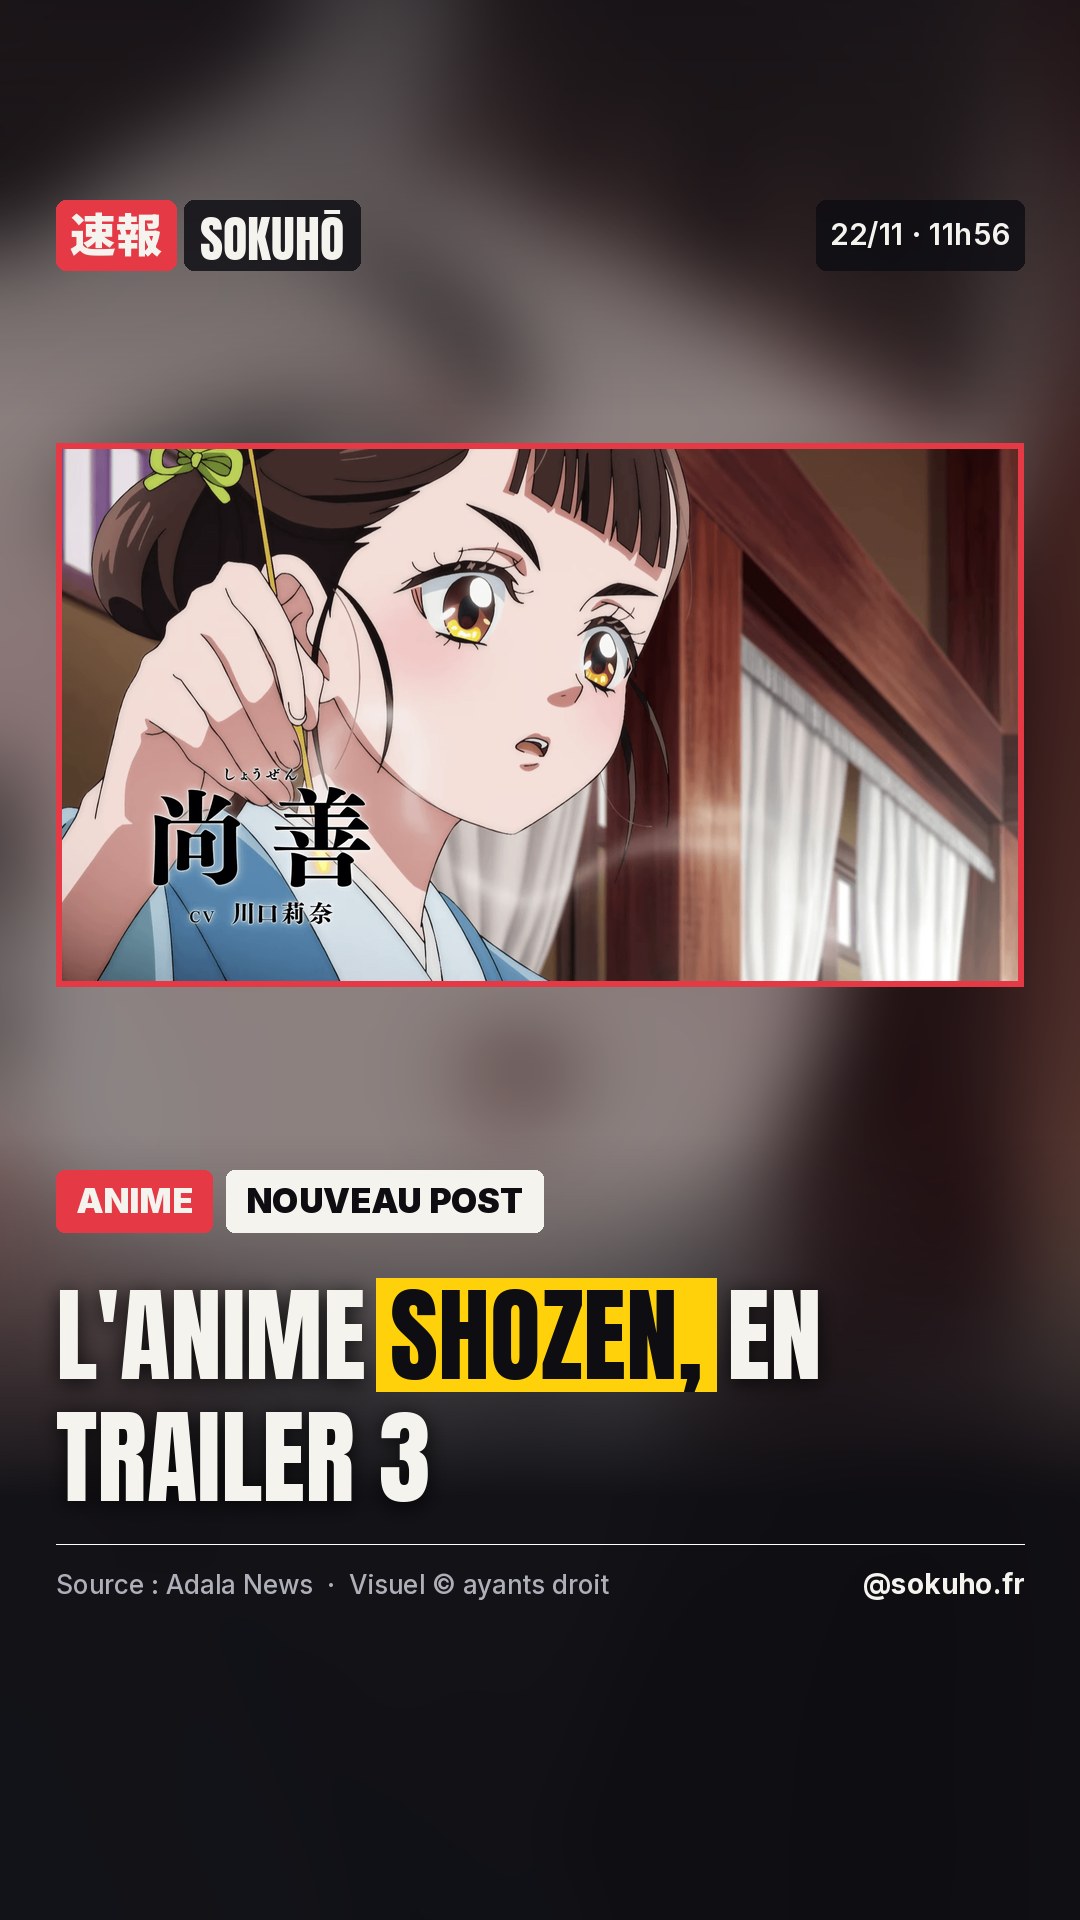 速報 SOKUHŌ
22/11 · 11h56
しょうぜん
尚善
CV 川口莉奈
ANIME
NOUVEAU POST
L'ANIME SHOZEN, EN
TRAILER 3
Source : Adala News · Visuel © ayants droit
@sokuho.fr